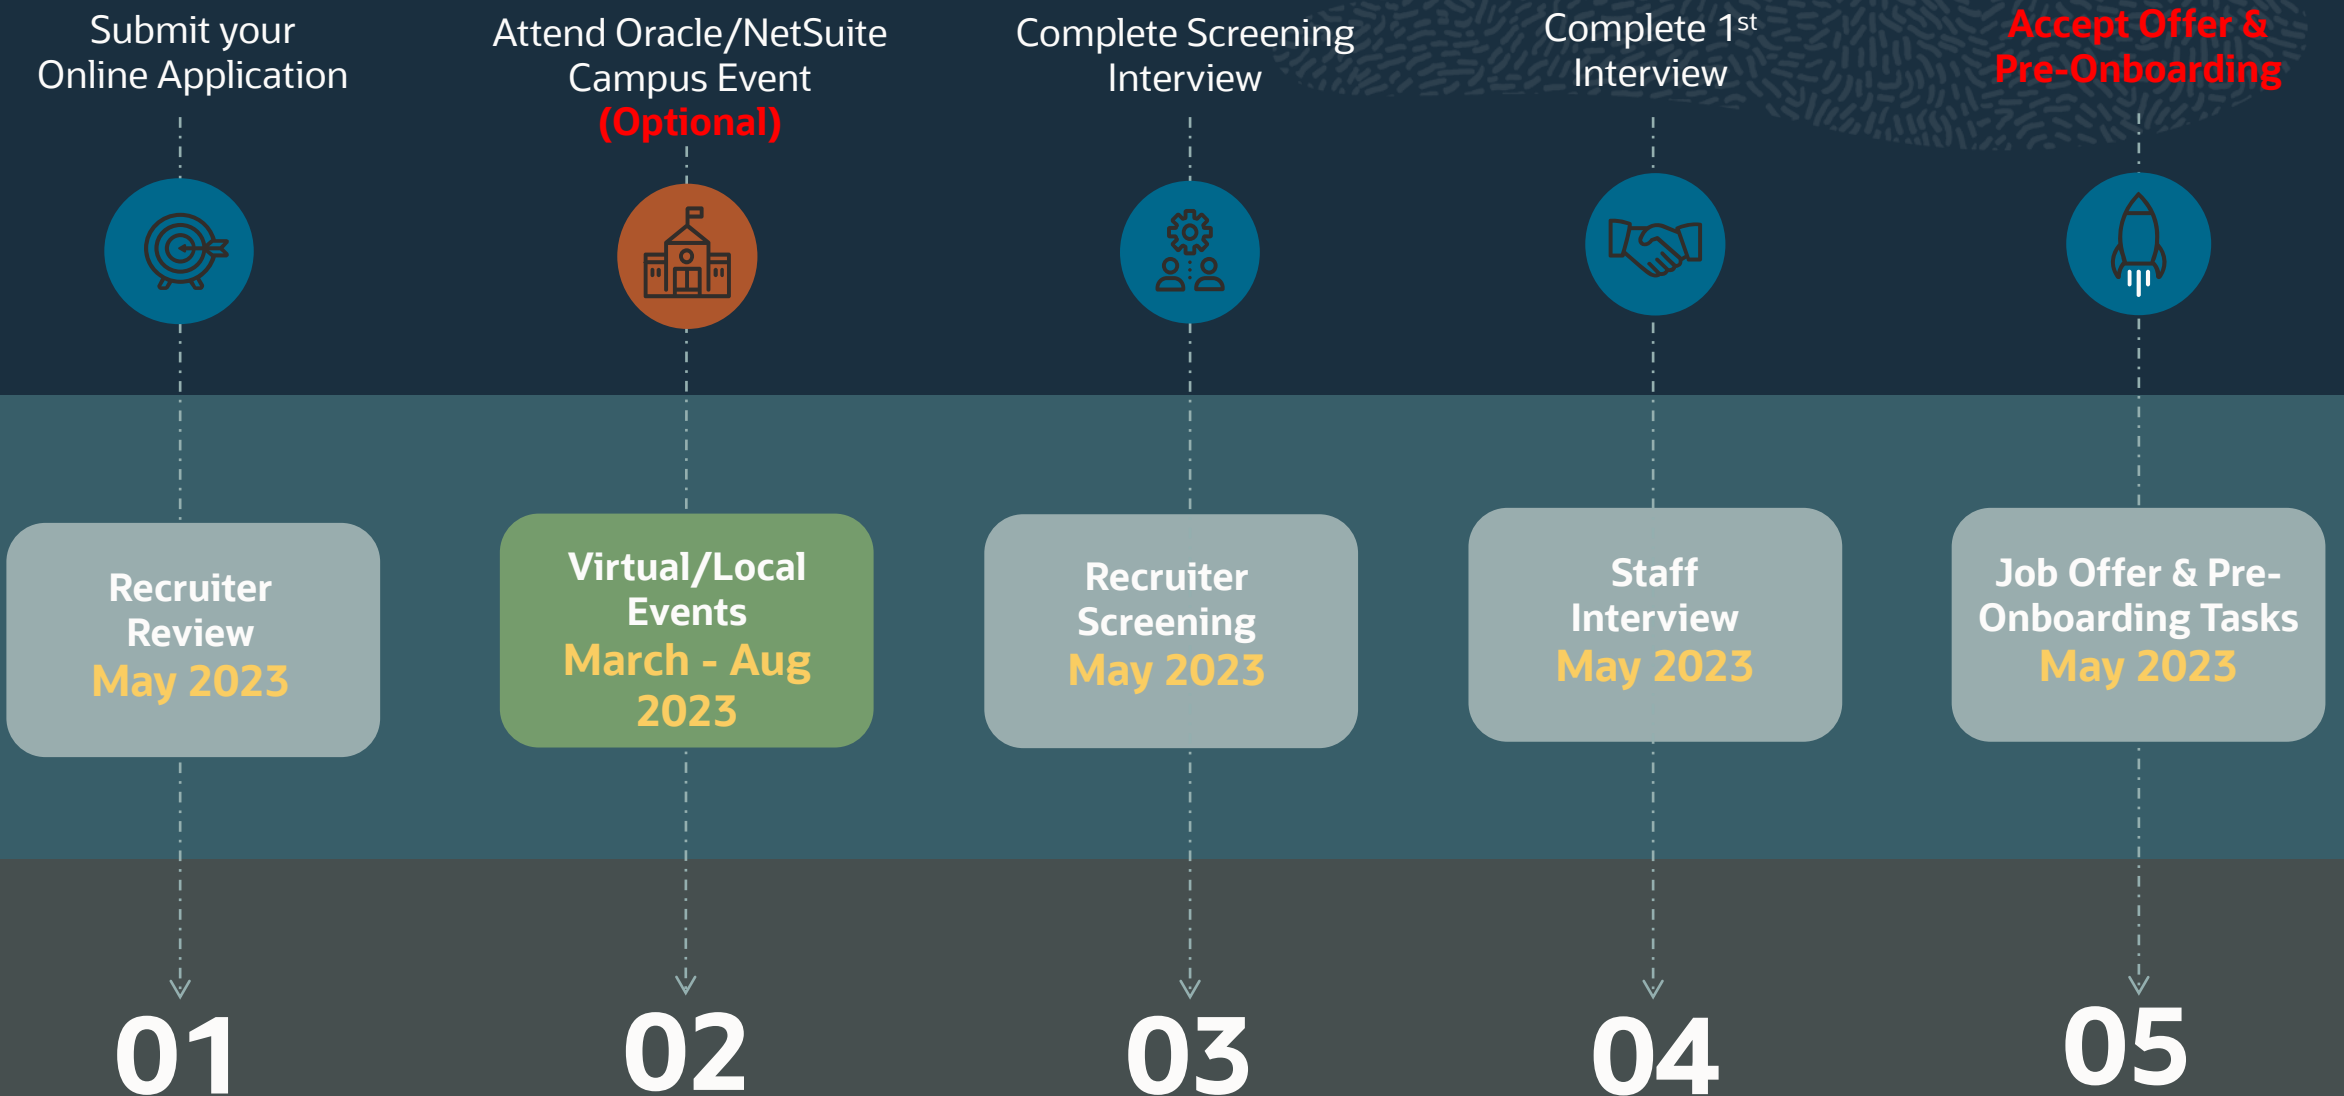 Submit your
Online Application
Attend Oracle/NetSuite
Campus Event
(Optional)
Complete Screening
Interview
Complete 1st
Interview
Accept Offer &
Pre-Onboarding
Recruiter
Review
May 2023
Virtual/Local
Events
March - Aug
2023
Recruiter
Screening
May 2023
Staff
Interview
May 2023
Job Offer & Pre-
Onboarding Tasks
May 2023
01
02
03
04
05